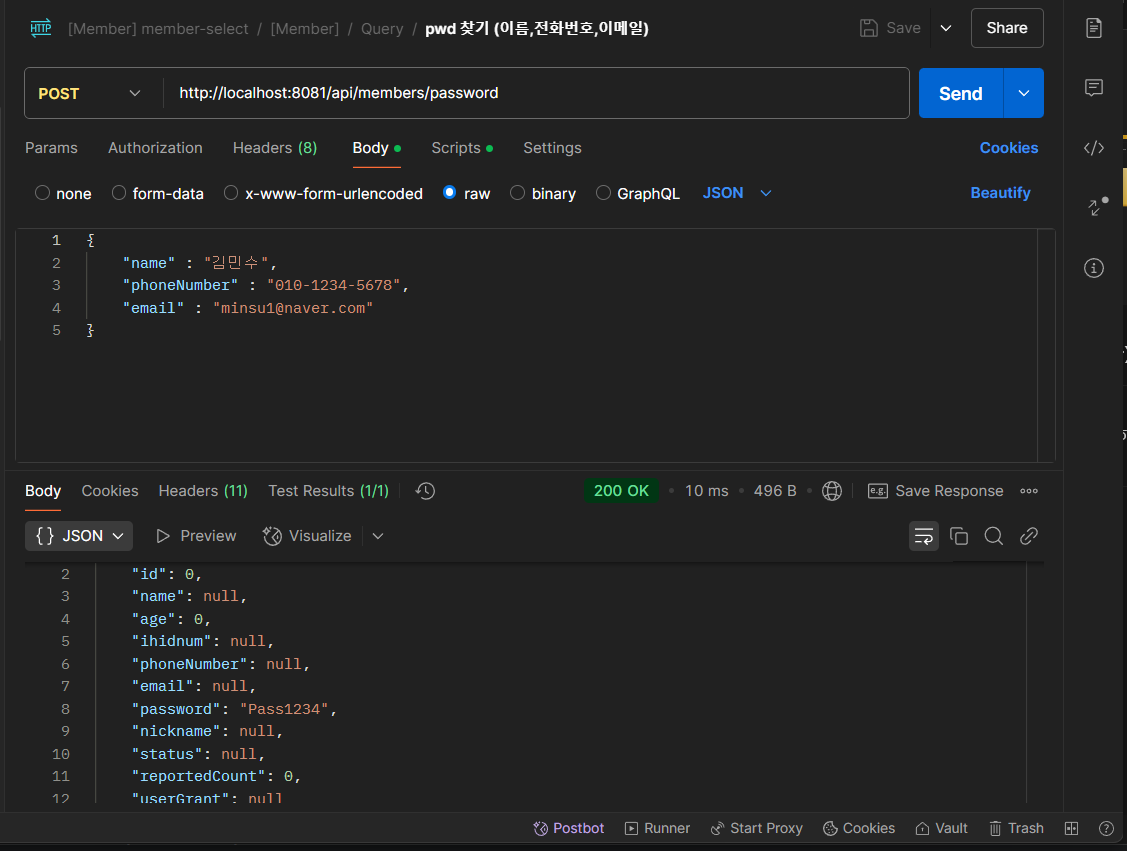 HTTP [Member] member-select / [Member] / Query / pwd 찾기 (이름,전화번호,이메일) Save Share
POST http://localhost:8081/api/members/password Send
Params Authorization Headers (8) Body Scripts Settings Cookies
none form-data x-www-form-urlencoded raw binary GraphQL JSON Beautify
1 {
2 "name" : "김민수",
3 "phoneNumber" : "010-1234-5678",
4 "email" : "minsu1@naver.com"
5 }
Body Cookies Headers (11) Test Results (1/1) 200 OK • 10 ms • 496 B • e.g. Save Response
{} JSON Preview Visualize
2 "id": 0,
3 "name": null,
4 "age": 0,
5 "ihidnum": null,
6 "phoneNumber": null,
7 "email": null,
8 "password": "Pass1234",
9 "nickname": null,
10 "status": null,
11 "reportedCount": 0,
12 "userGrant": null
Postbot Runner Start Proxy Cookies Vault Trash